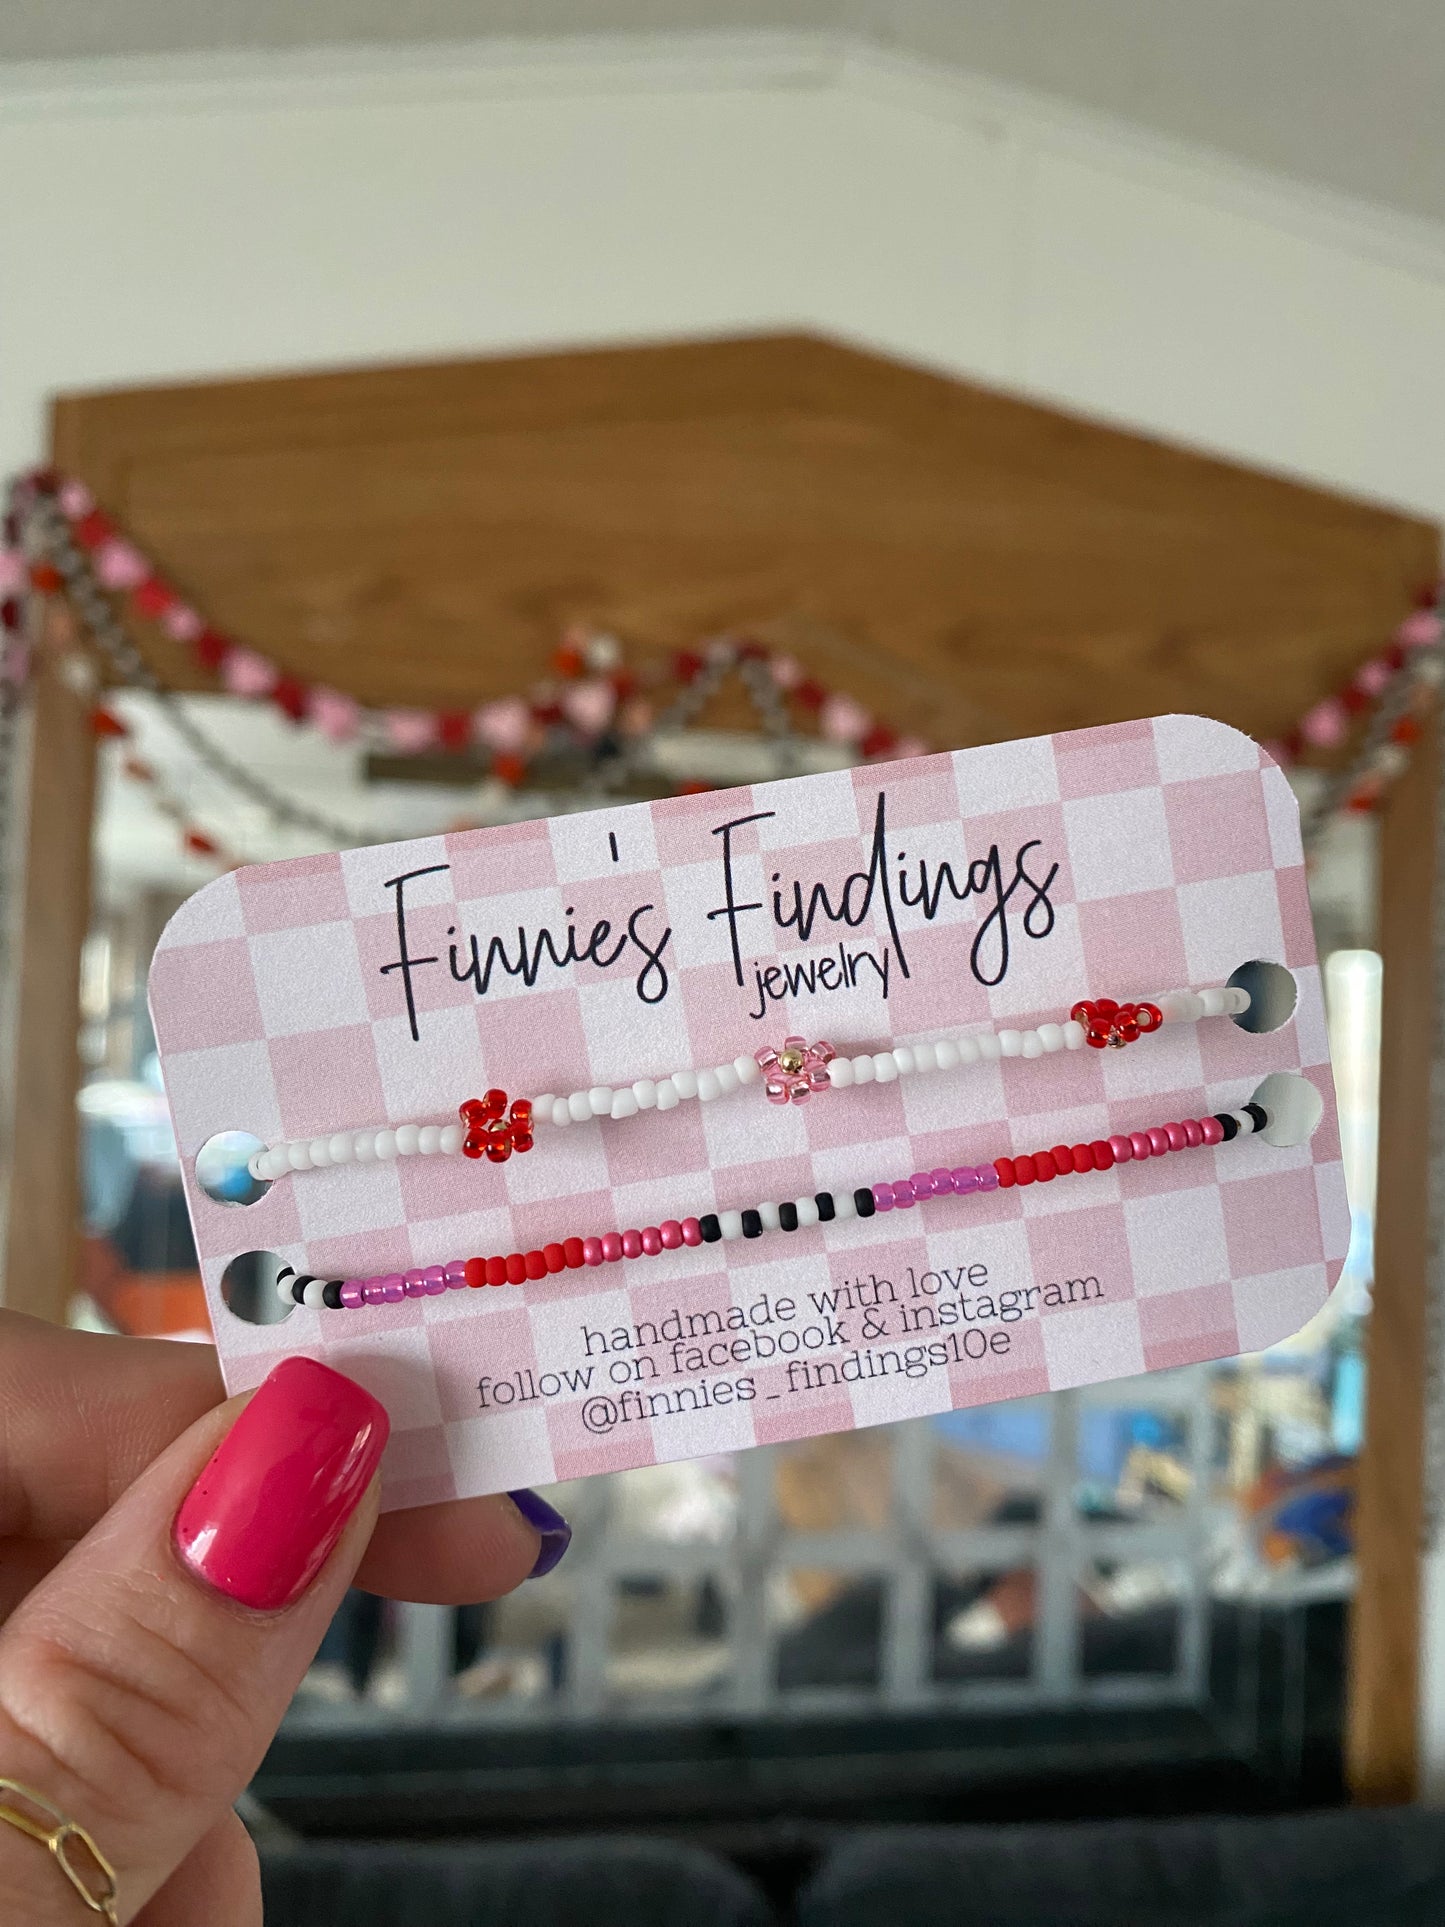 Finnie's Findings
jewelry
handmade with love
follow on facebook & instagram
@finnies_findings10e